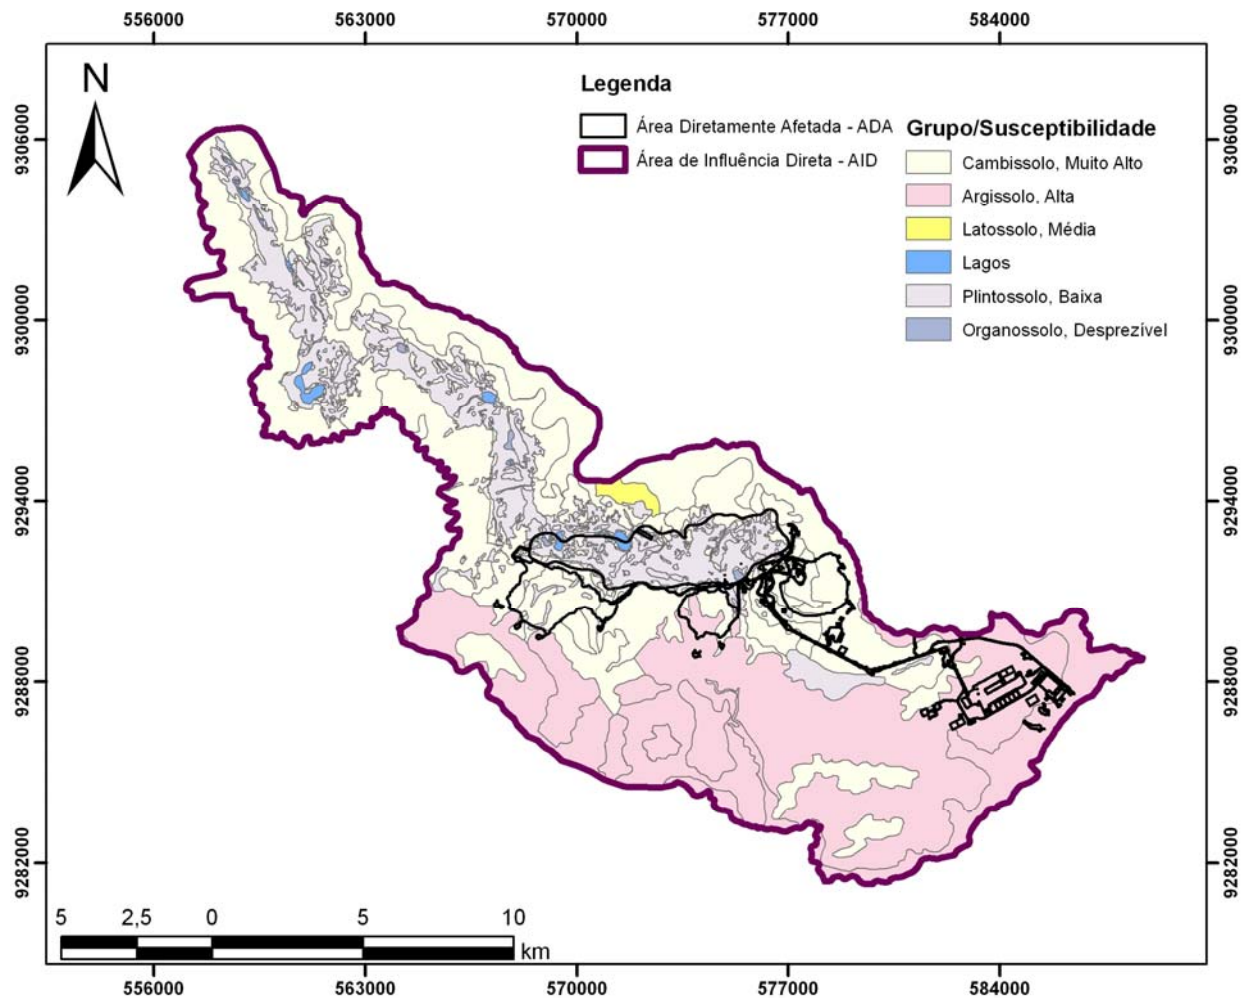 556000 563000 570000 577000 584000
N
Legenda
Área Diretamente Afetada - ADA
Área de Influência Direta - AID
Grupo/Susceptibilidade
Cambissolo, Muito Alto
Argissolo, Alta
Latossolo, Média
Lagos
Plintossolo, Baixa
Organossolo, Desprezível
9306000
9300000
9294000
9288000
9282000
9306000
9300000
9294000
9288000
9282000
5 2,5 0 5 10
km
556000 563000 570000 577000 584000